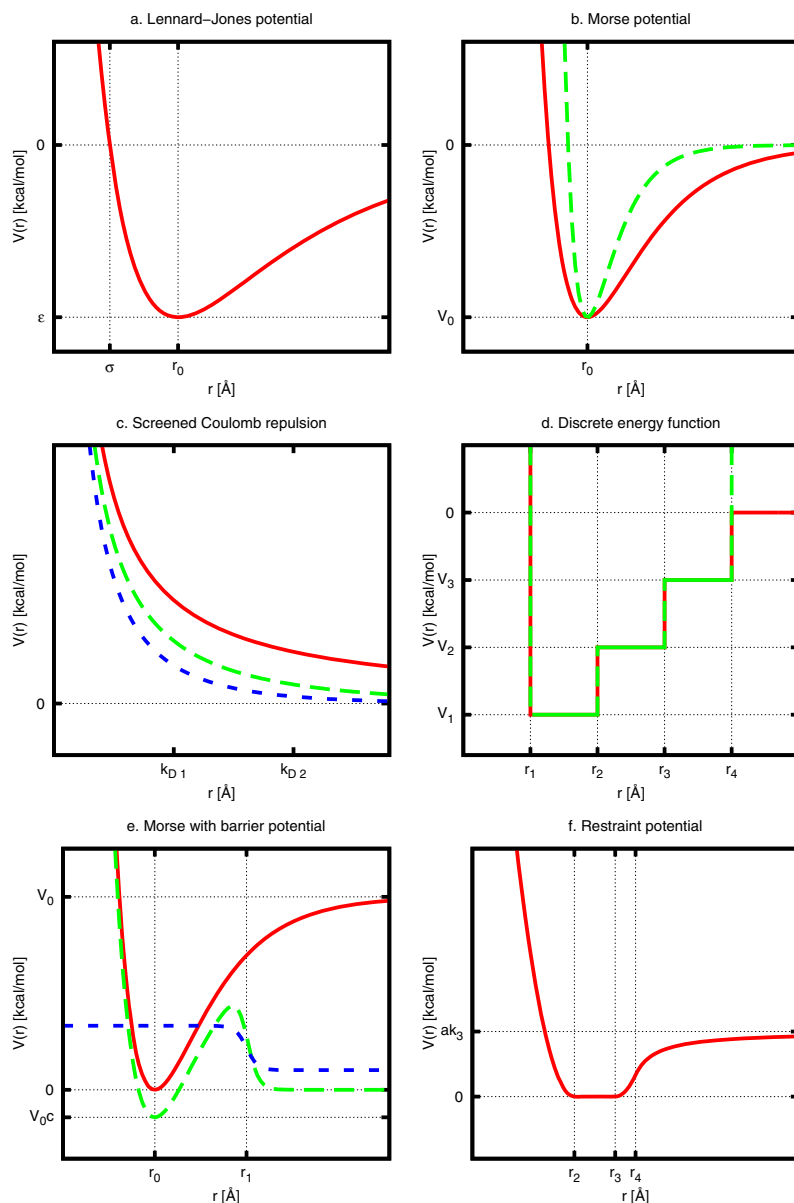 a. Lennard–Jones potential
V(r) [kcal/mol]
0
ε
σ
r0
r [Å]
b. Morse potential
V(r) [kcal/mol]
0
V0
r0
r [Å]
c. Screened Coulomb repulsion
V(r) [kcal/mol]
0
kD 1
kD 2
r [Å]
d. Discrete energy function
V(r) [kcal/mol]
0
V3
V2
V1
r1
r2
r3
r4
r [Å]
e. Morse with barrier potential
V(r) [kcal/mol]
V0
0
V0c
r0
r1
r [Å]
f. Restraint potential
V(r) [kcal/mol]
ak3
0
r2
r3
r4
r [Å]